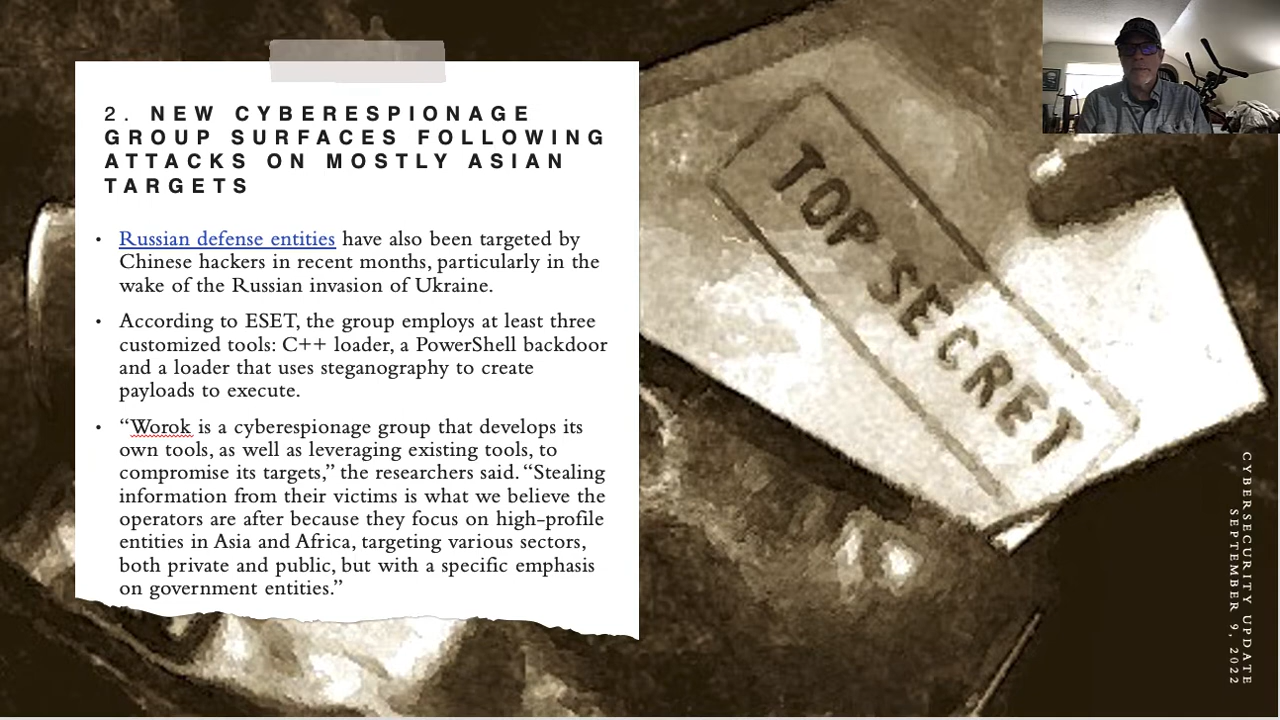 2. NEW CYBERESPIONAGE
GROUP SURFACES FOLLOWING
ATTACKS ON MOSTLY ASIAN
TARGETS
• Russian defense entities have also been targeted by
Chinese hackers in recent months, particularly in the
wake of the Russian invasion of Ukraine.
• According to ESET, the group employs at least three
customized tools: C++ loader, a PowerShell backdoor
and a loader that uses steganography to create
payloads to execute.
• “Worok is a cyberespionage group that develops its
own tools, as well as leveraging existing tools, to
compromise its targets,” the researchers said. “Stealing
information from their victims is what we believe the
operators are after because they focus on high-profile
entities in Asia and Africa, targeting various sectors,
both private and public, but with a specific emphasis
on government entities.”
TOP SECRET
CYBERSECURITY UPDATE
SEPTEMBER 9, 2022